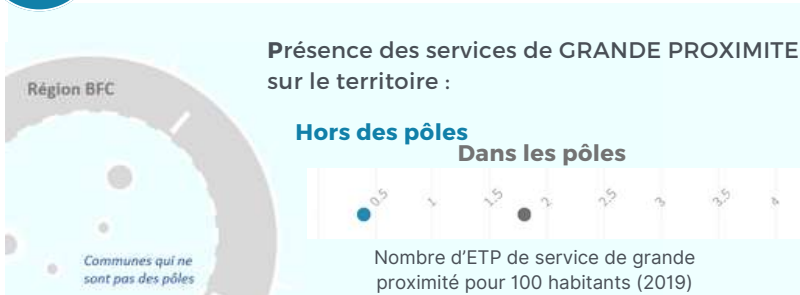 Présence des services de GRANDE PROXIMITE
sur le territoire :
Région BFC
Hors des pôles
Dans les pôles
0.5 1 1.5 2 2.5 3 3.5 4
Communes qui ne
sont pas des pôles
Nombre d'ETP de service de grande
proximité pour 100 habitants (2019)